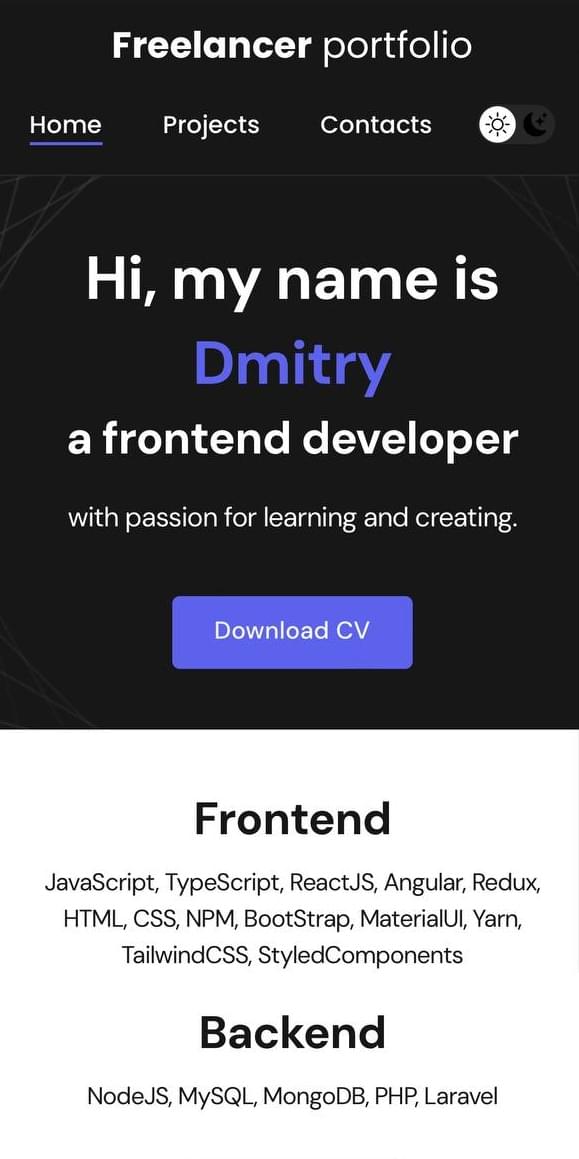 Freelancer portfolio
Home Projects Contacts
Hi, my name is
Dmitry
a frontend developer
with passion for learning and creating.
Download CV
Frontend
JavaScript, TypeScript, ReactJS, Angular, Redux,
HTML, CSS, NPM, BootStrap, MaterialUI, Yarn,
TailwindCSS, StyledComponents
Backend
NodeJS, MySQL, MongoDB, PHP, Laravel